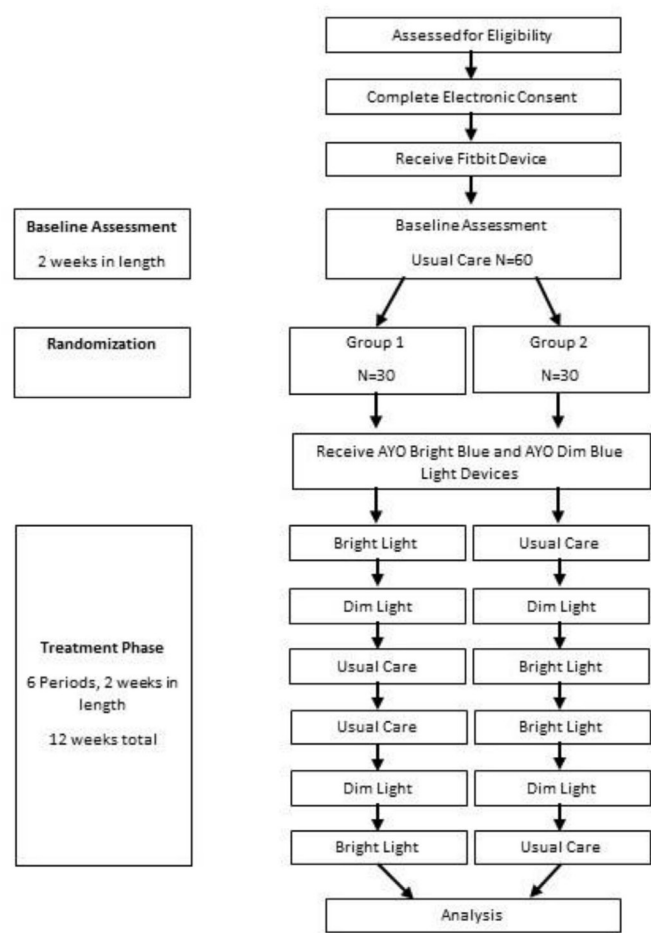 Assessed for Eligibility
Complete Electronic Consent
Receive Fitbit Device
Baseline Assessment
2 weeks in length
Baseline Assessment
Usual Care N=60
Randomization
Group 1
N=30
Group 2
N=30
Receive AYO Bright Blue and AYO Dim Blue
Light Devices
Treatment Phase
6 Periods, 2 weeks in
length
12 weeks total
Bright Light
Usual Care
Dim Light
Dim Light
Usual Care
Bright Light
Usual Care
Bright Light
Dim Light
Dim Light
Bright Light
Usual Care
Analysis